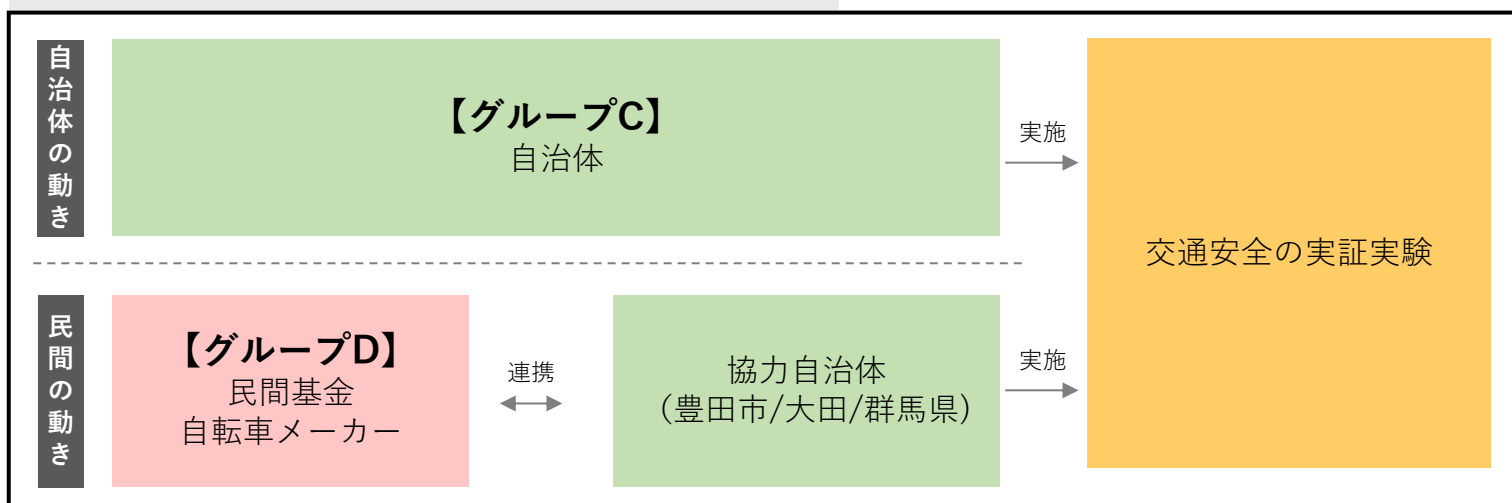 自治体の動き
【グループC】
自治体
実施
交通安全の実証実験
民間の動き
【グループD】
民間基金
自転車メーカー
連携
協力自治体
（豊田市/大田/群馬県）
実施